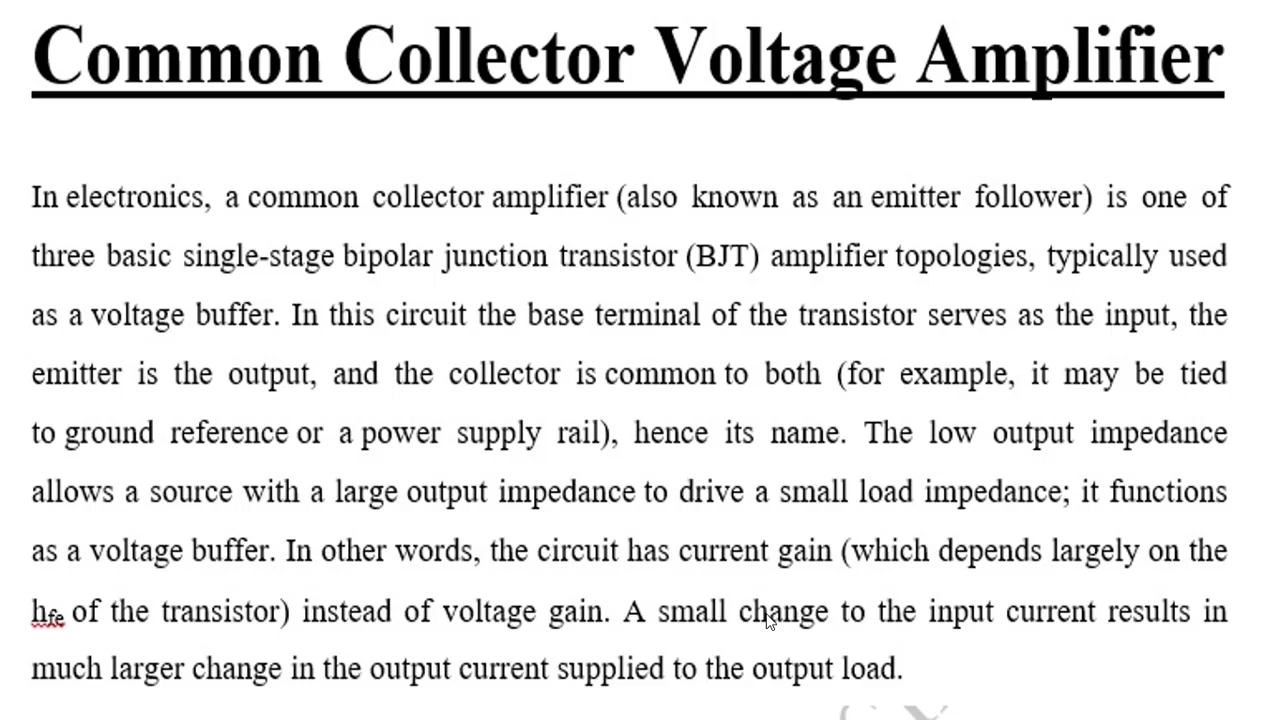 Common Collector Voltage Amplifier
In electronics, a common collector amplifier (also known as an emitter follower) is one of
three basic single-stage bipolar junction transistor (BJT) amplifier topologies, typically used
as a voltage buffer. In this circuit the base terminal of the transistor serves as the input, the
emitter is the output, and the collector is common to both (for example, it may be tied
to ground reference or a power supply rail), hence its name. The low output impedance
allows a source with a large output impedance to drive a small load impedance; it functions
as a voltage buffer. In other words, the circuit has current gain (which depends largely on the
hfe of the transistor) instead of voltage gain. A small change to the input current results in
much larger change in the output current supplied to the output load.